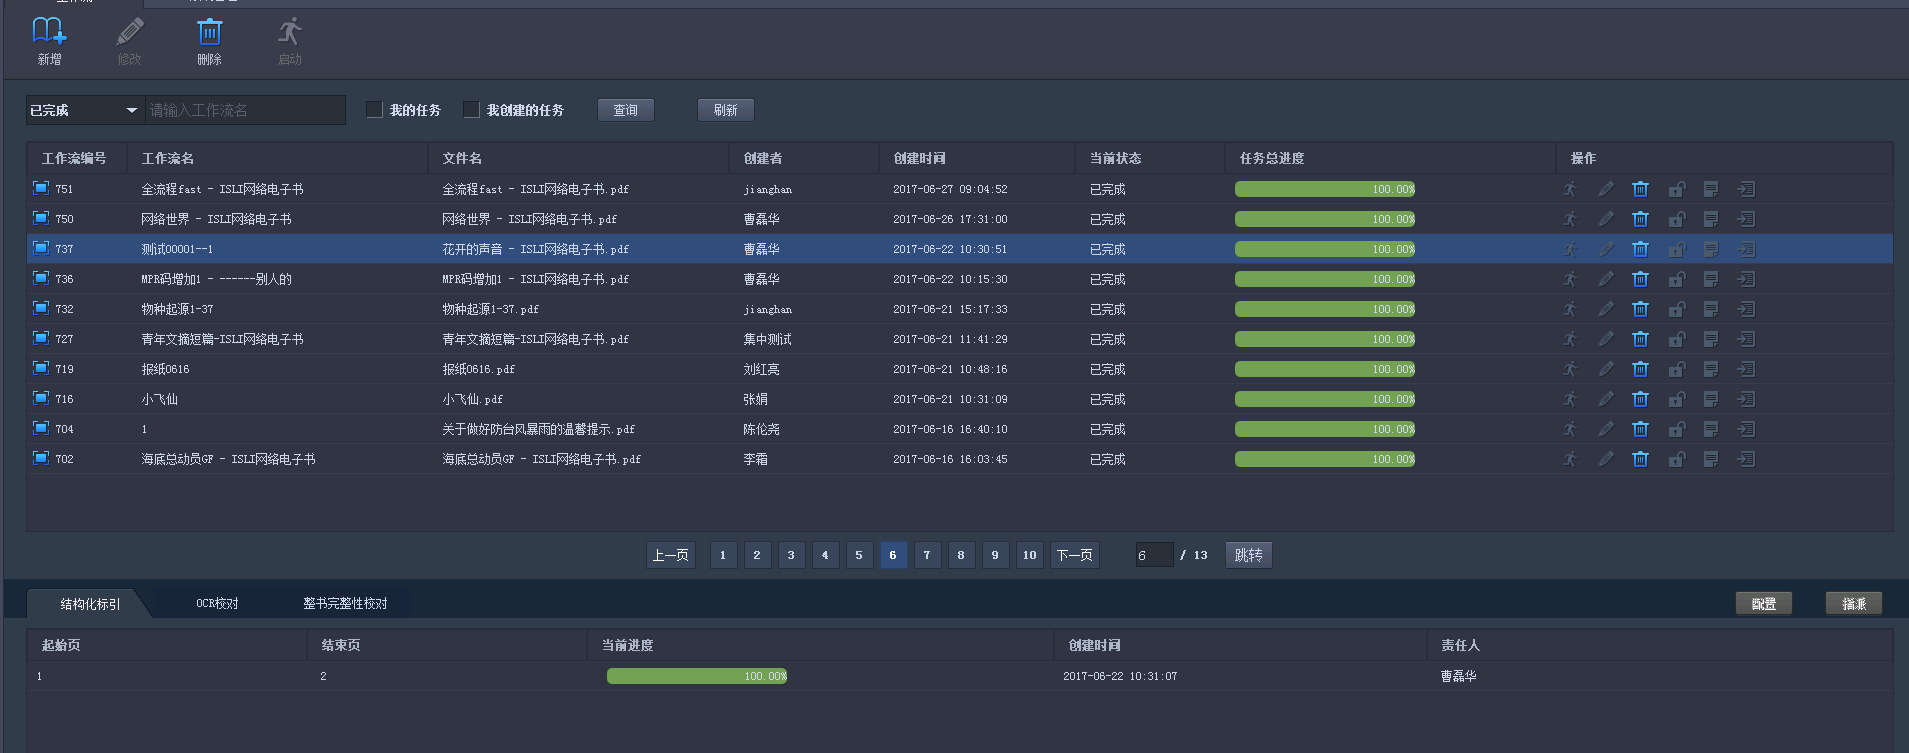 新增 修改 删除 启动
已完成 请输入工作流名 我的任务 我创建的任务 查询 刷新
工作流编号 工作流名 文件名 创建者 创建时间 当前状态 任务总进度 操作
751 全流程fast - ISLI网络电子书 全流程fast - ISLI网络电子书.pdf jianghan 2017-06-27 09:04:52 已完成 100.00%
750 网络世界 - ISLI网络电子书 网络世界 - ISLI网络电子书.pdf 曹磊华 2017-06-26 17:31:00 已完成 100.00%
737 测试00001--1 花开的声音 - ISLI网络电子书.pdf 曹磊华 2017-06-22 10:30:51 已完成 100.00%
736 MPR码增加1 - ------别人的 MPR码增加1 - ISLI网络电子书.pdf 曹磊华 2017-06-22 10:15:30 已完成 100.00%
732 物种起源1-37 物种起源1-37.pdf jianghan 2017-06-21 15:17:33 已完成 100.00%
727 青年文摘短篇-ISLI网络电子书 青年文摘短篇-ISLI网络电子书.pdf 集中测试 2017-06-21 11:41:29 已完成 100.00%
719 报纸0616 报纸0616.pdf 刘红亮 2017-06-21 10:48:16 已完成 100.00%
716 小飞仙 小飞仙.pdf 张娟 2017-06-21 10:31:09 已完成 100.00%
704 1 关于做好防台风暴雨的温馨提示.pdf 陈伦尧 2017-06-16 16:40:10 已完成 100.00%
702 海底总动员GF - ISLI网络电子书 海底总动员GF - ISLI网络电子书.pdf 李霜 2017-06-16 16:03:45 已完成 100.00%
上一页 1 2 3 4 5 6 7 8 9 10 下一页 6 / 13 跳转
结构化标引 OCR校对 整书完整性校对 配置 指派
起始页 结束页 当前进度 创建时间 责任人
1 2 100.00% 2017-06-22 10:31:07 曹磊华